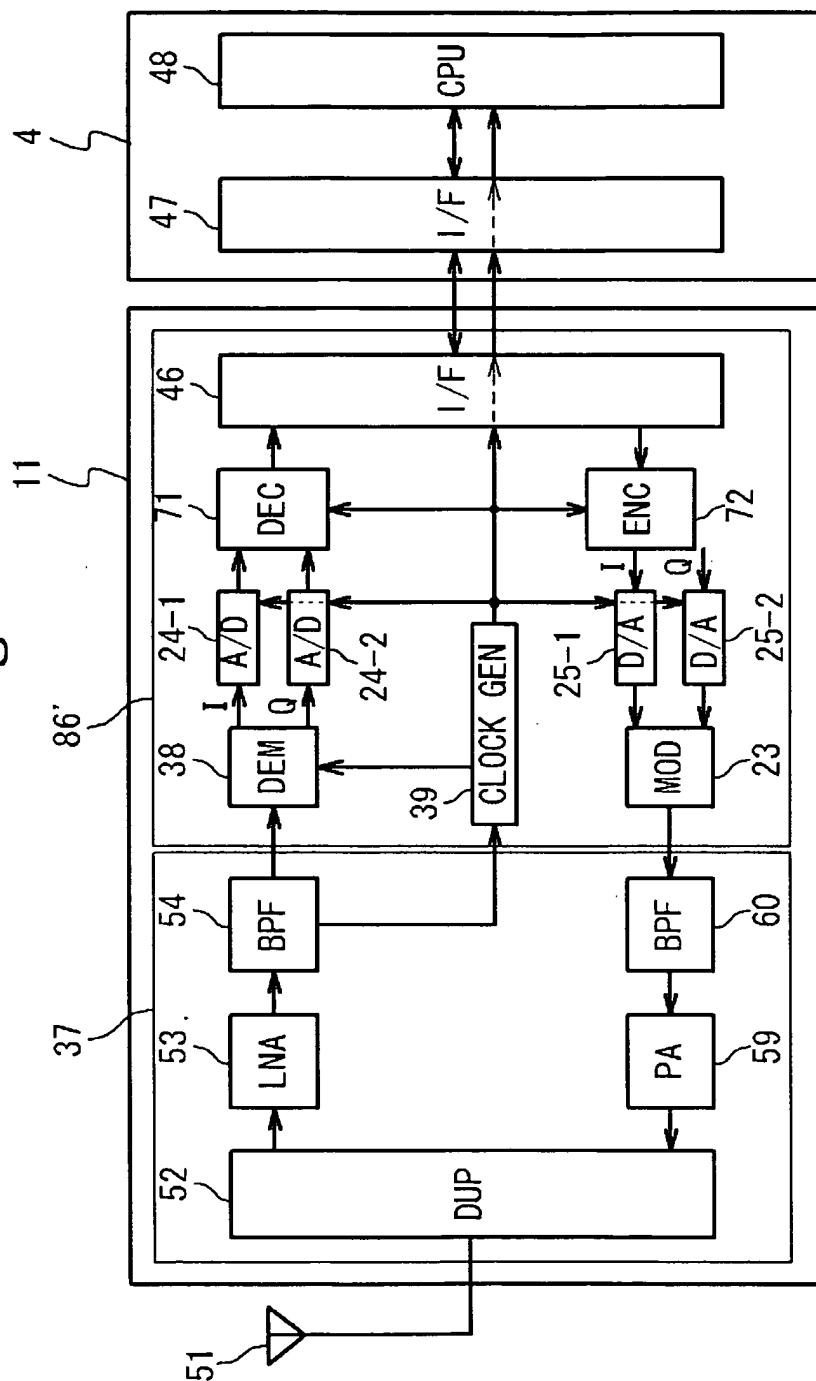 g
11
4
37
86'
52
53
54
38
24-1
71
46
47
48
DUP
LNA
BPF
DEM
I
Q
A/D
A/D
24-2
DEC
I/F
I/F
CPU
39
CLOCK GEN
51
PA
BPF
MOD
25-1
D/A
D/A
I
Q
ENC
59
60
23
25-2
72